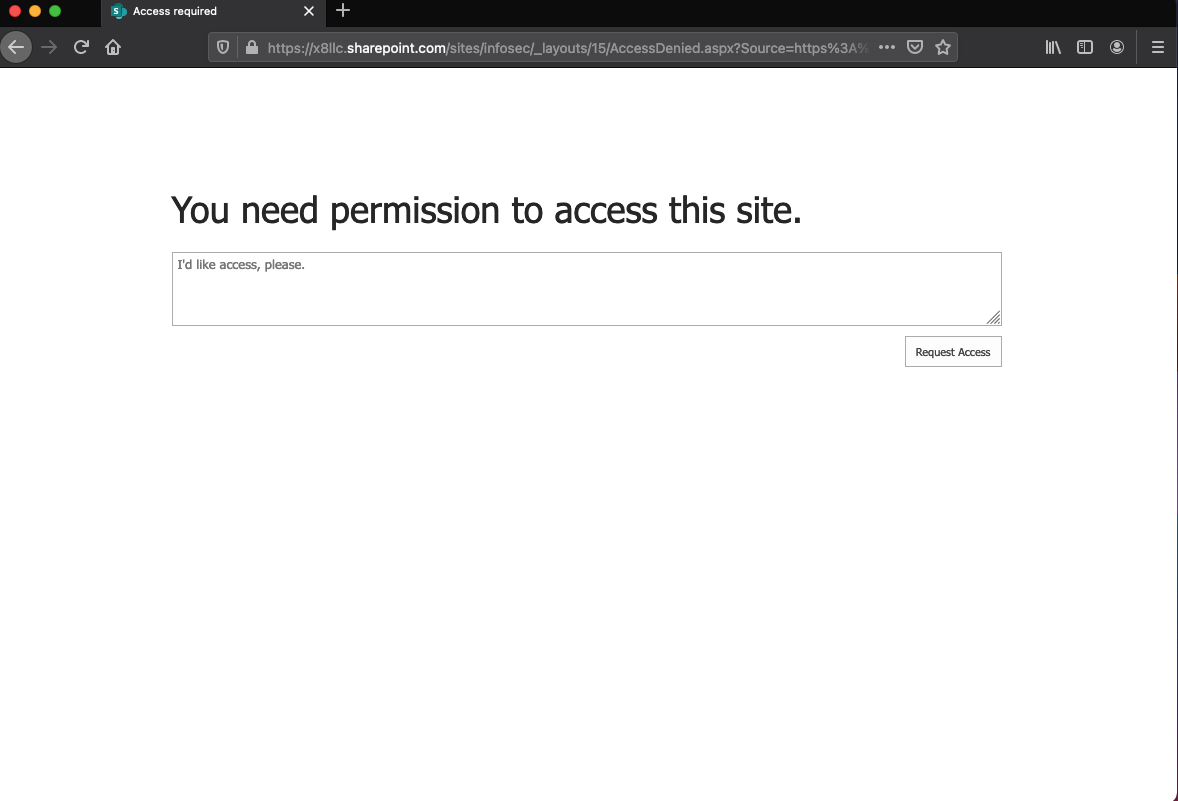 Access required
https://x8llc.sharepoint.com/sites/infosec/_layouts/15/AccessDenied.aspx?Source=https%3A%
You need permission to access this site.
I'd like access, please.
Request Access